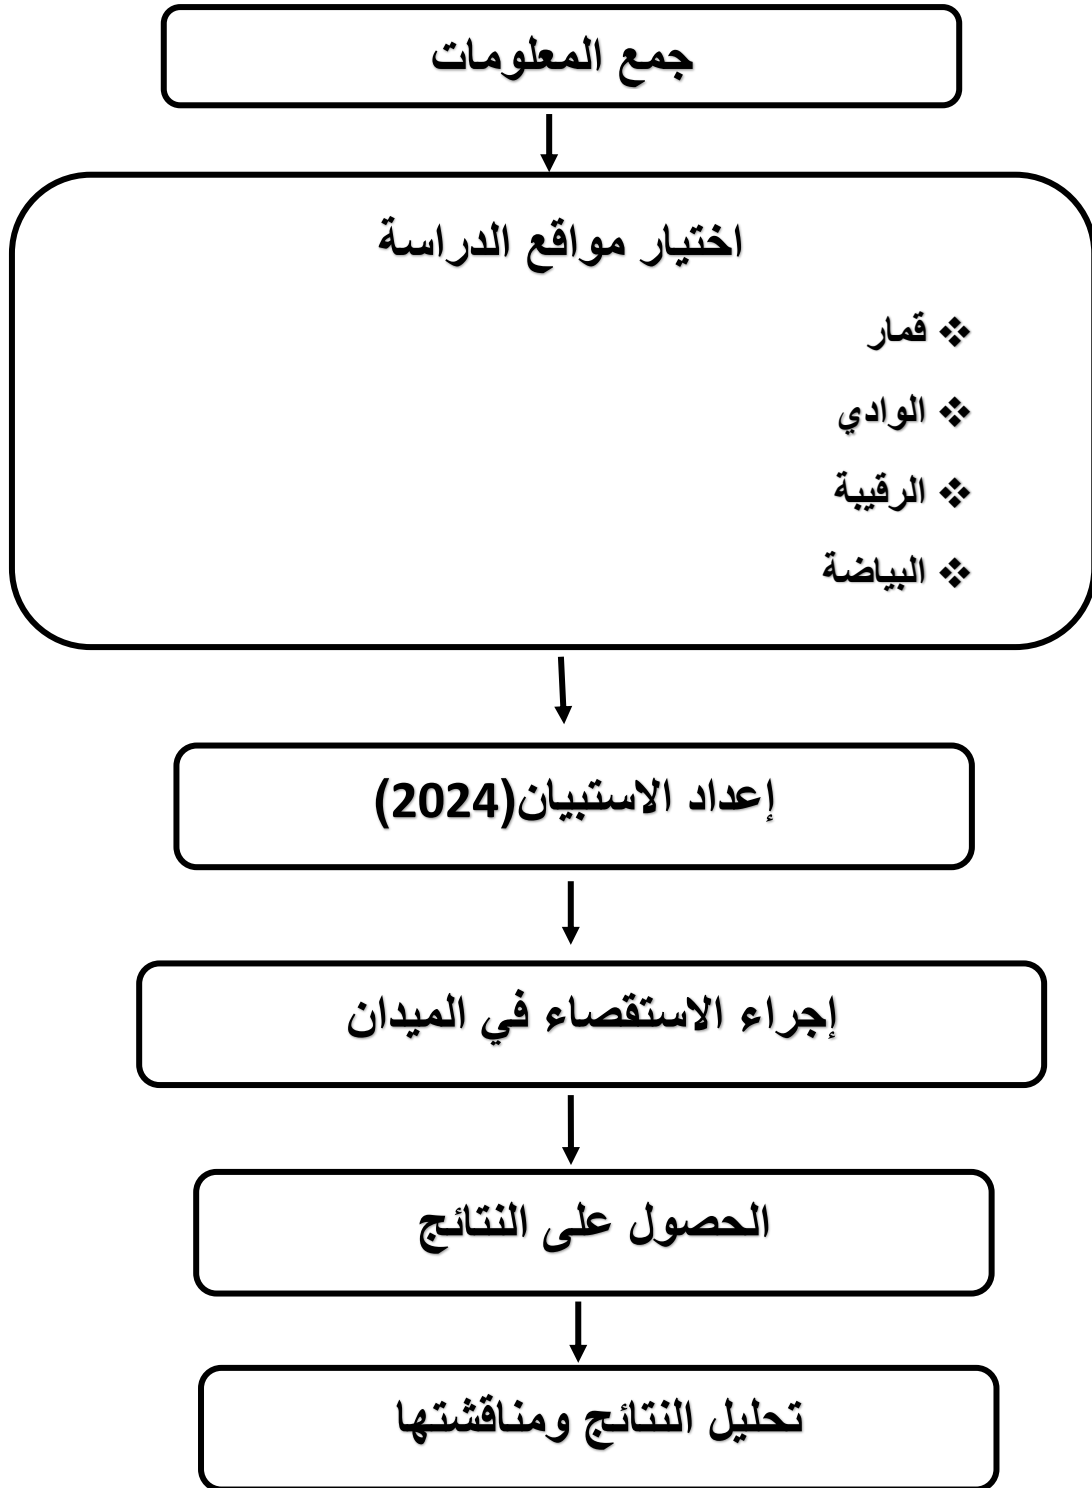 جمع المعلومات
اختيار مواقع الدراسة
❖ قمار
❖ الوادي
❖ الرقيبة
❖ البياضة
إعداد الاستبيان(2024)
إجراء الاستقصاء في الميدان
الحصول على النتائج
تحليل النتائج ومناقشتها